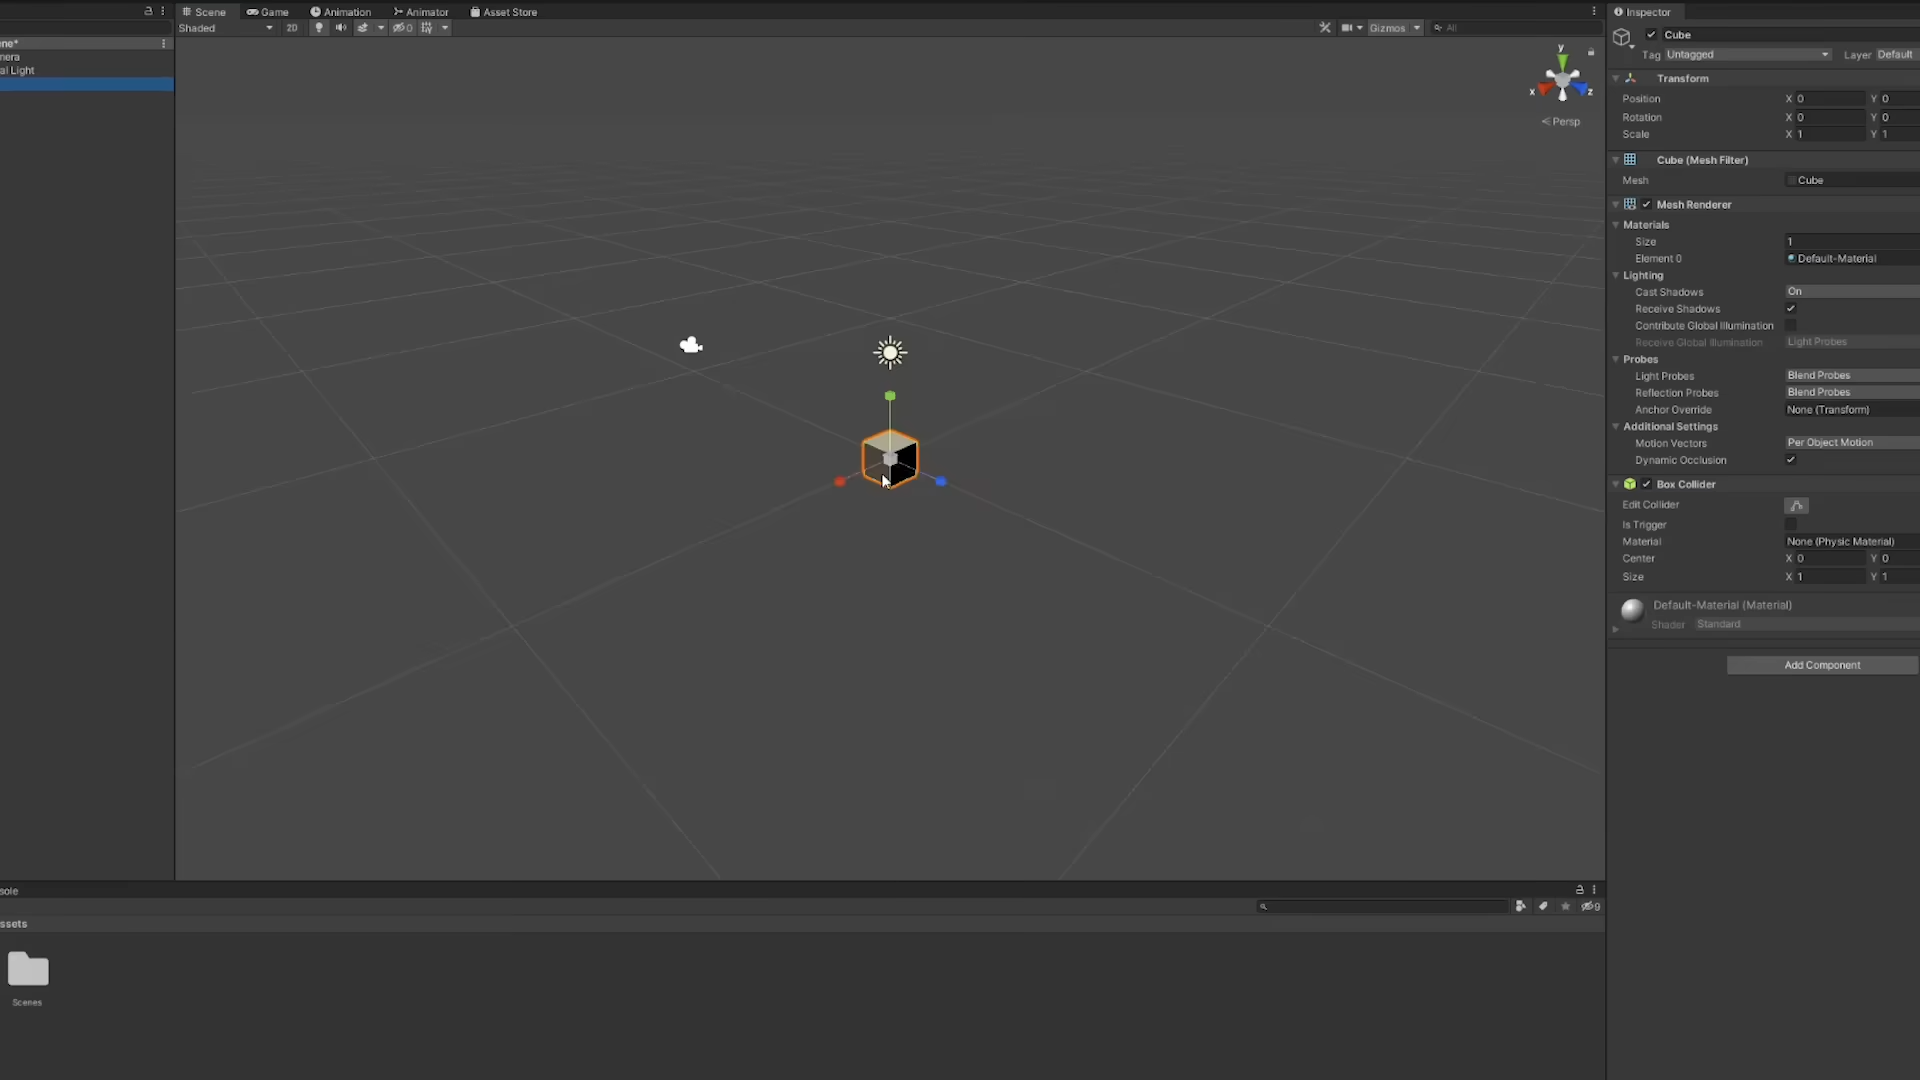 Scene Game Animation Animator Asset Store
Shaded 2D 0 Gizmos All
ne*
nera
al Light
y
x z
Persp
sole
ssets
9
Scenes
Inspector
Cube
Tag Untagged Layer Default
Transform
Position X 0 Y 0
Rotation X 0 Y 0
Scale X 1 Y 1
Cube (Mesh Filter)
Mesh Cube
Mesh Renderer
Materials
Size 1
Element 0 Default-Material
Lighting
Cast Shadows On
Receive Shadows
Contribute Global Illumination
Receive Global Illumination Light Probes
Probes
Light Probes Blend Probes
Reflection Probes Blend Probes
Anchor Override None (Transform)
Additional Settings
Motion Vectors Per Object Motion
Dynamic Occlusion
Box Collider
Edit Collider
Is Trigger
Material None (Physic Material)
Center X 0 Y 0
Size X 1 Y 1
Default-Material (Material)
Shader Standard
Add Component